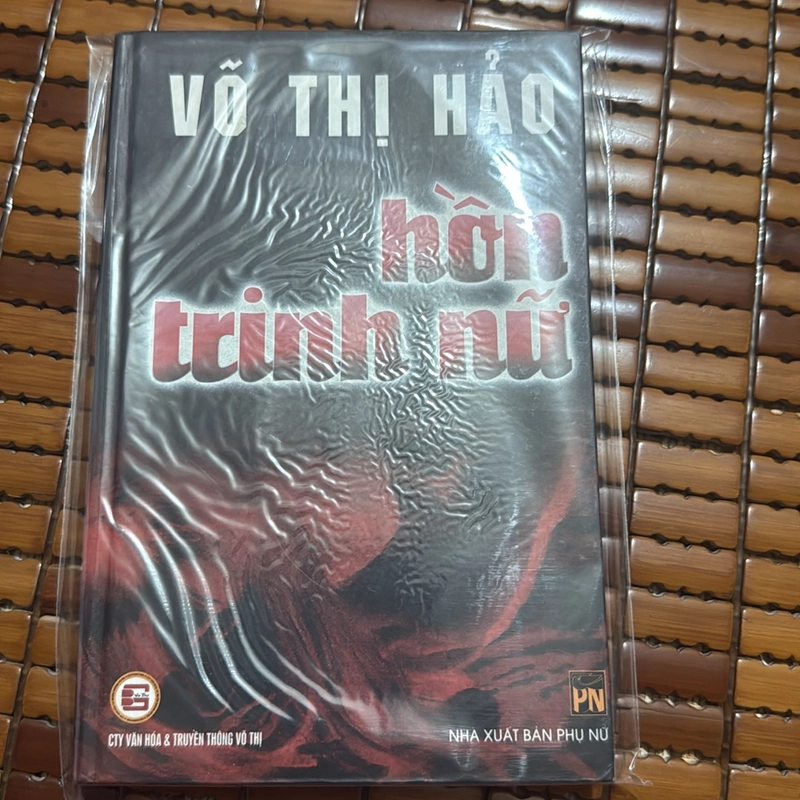 VÕ THỊ HẢO
hồn
trinh nữ
PN
CTY VĂN HÓA & TRUYỀN THÔNG VÕ THỊ
NHÀ XUẤT BẢN PHỤ NỮ